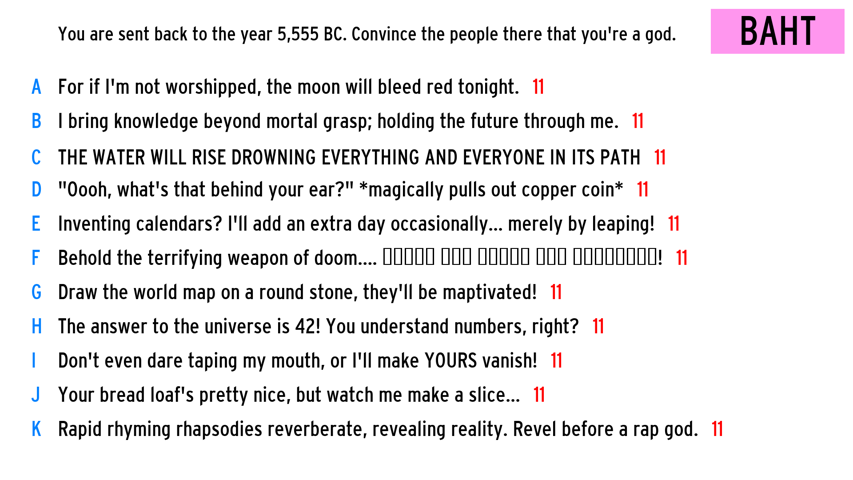 You are sent back to the year 5,555 BC. Convince the people there that you're a god.
BAHT
A For if I'm not worshipped, the moon will bleed red tonight. 11
B I bring knowledge beyond mortal grasp; holding the future through me. 11
C THE WATER WILL RISE DROWNING EVERYTHING AND EVERYONE IN ITS PATH 11
D "Oooh, what's that behind your ear?" *magically pulls out copper coin* 11
E Inventing calendars? I'll add an extra day occasionally... merely by leaping! 11
F Behold the terrifying weapon of doom.... ▯▯▯▯▯ ▯▯▯ ▯▯▯▯▯ ▯▯▯ ▯▯▯▯▯▯▯▯! 11
G Draw the world map on a round stone, they'll be maptivated! 11
H The answer to the universe is 42! You understand numbers, right? 11
I Don't even dare taping my mouth, or I'll make YOURS vanish! 11
J Your bread loaf's pretty nice, but watch me make a slice... 11
K Rapid rhyming rhapsodies reverberate, revealing reality. Revel before a rap god. 11